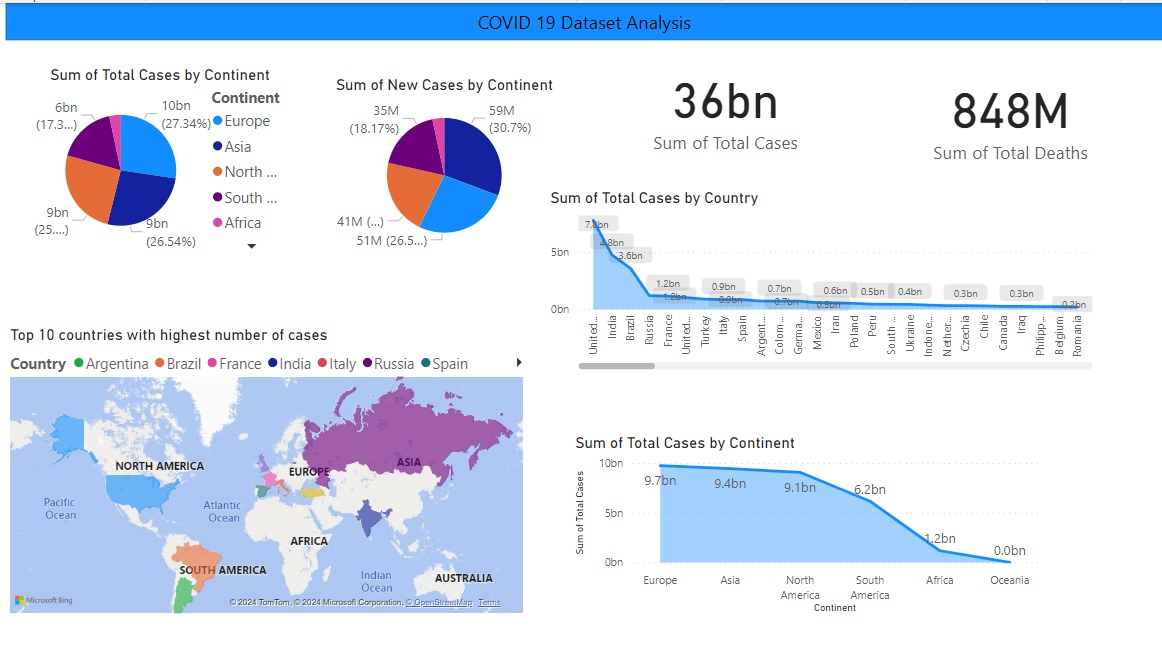 COVID 19 Dataset Analysis
Sum of Total Cases by Continent
6bn
(17.3...)
10bn
(27.34%)
9bn
(25....)
9bn
(26.54%)
Continent
Europe
Asia
North ...
South ...
Africa
Sum of New Cases by Continent
35M
(18.17%)
59M
(30.7%)
41M (...)
51M (26.5...)
36bn
Sum of Total Cases
848M
Sum of Total Deaths
Sum of Total Cases by Country
5bn
0bn
4.8bn
3.6bn
1.2bn
1.2bn
0.9bn
0.9bn
0.7bn
0.7bn
0.6bn
0.5bn
0.5bn
0.4bn
0.3bn
0.3bn
0.2bn
United...
India
Brazil
Russia
France
United...
Turkey
Italy
Spain
Argent...
Colom...
Germa...
Mexico
Iran
Poland
Peru
South ...
Ukraine
Indone...
Nether...
Czechia
Chile
Canada
Iraq
Philipp...
Belgium
Romania
Top 10 countries with highest number of cases
Country Argentina Brazil France India Italy Russia Spain
NORTH AMERICA
EUROPE
ASIA
Pacific
Ocean
Atlantic
Ocean
AFRICA
SOUTH AMERICA
Indian
Ocean
AUSTRALIA
Microsoft Bing
© 2024 TomTom, © 2024 Microsoft Corporation, © OpenStreetMap Terms
Sum of Total Cases by Continent
Sum of Total Cases
10bn
5bn
0bn
9.7bn
9.4bn
9.1bn
6.2bn
1.2bn
0.0bn
Europe
Asia
North
America
South
America
Africa
Oceania
Continent